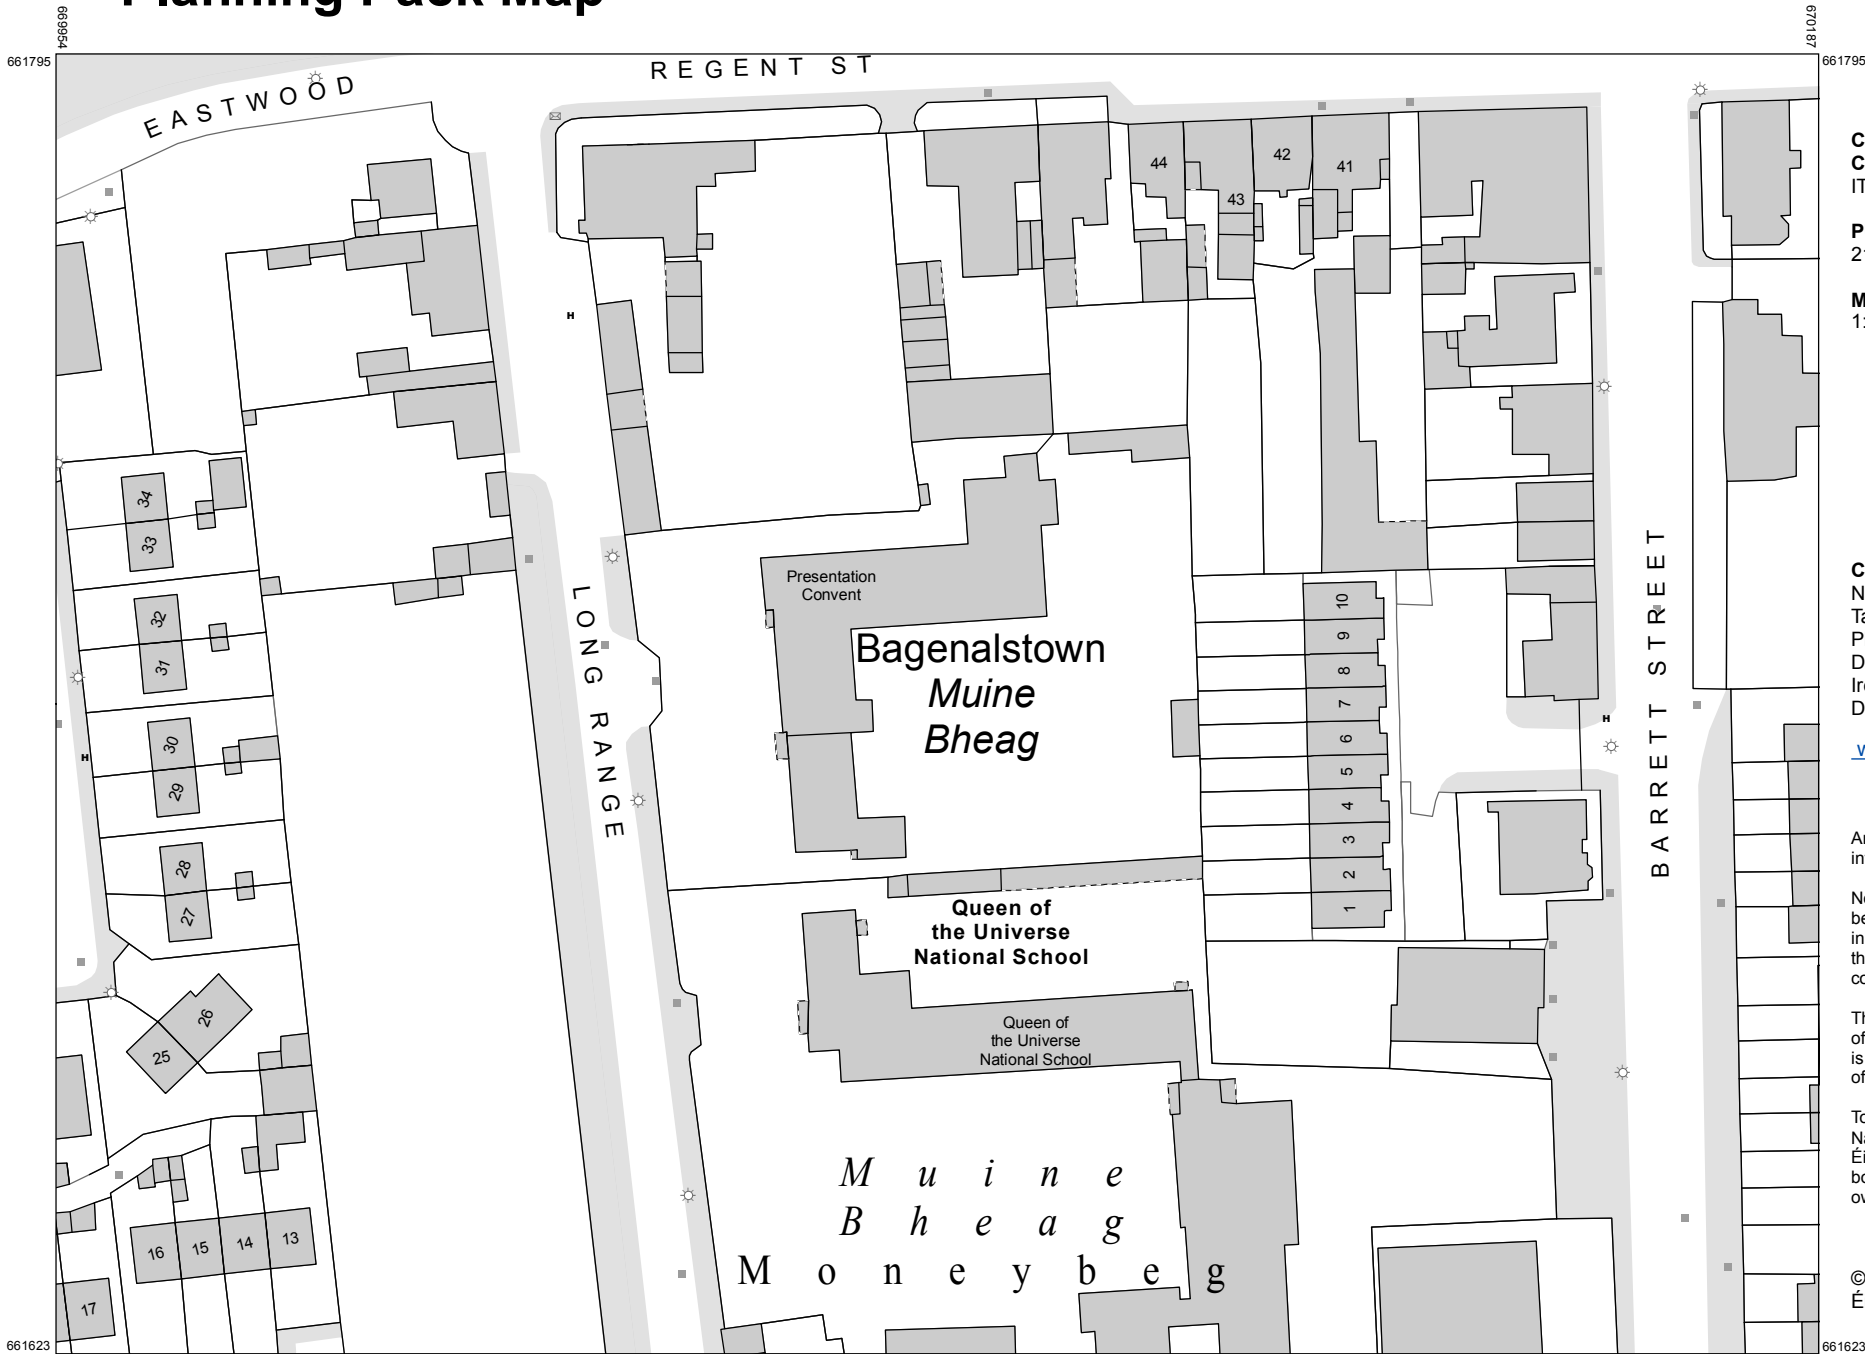 Planning Pack Map
669954
670187
661795
661795
EASTWOOD
REGENT ST
44
43
42
41
H
34
33
32
31
30
29
28
27
26
25
16
15
14
13
17
H
LONG RANGE
Presentation
Convent
Bagenalstown
Muine
Bheag
10
9
8
7
6
5
4
3
2
1
H
BARRETT STREET
Queen of
the Universe
National School
Queen of
the Universe
National School
Muine
Bheag
Moneybeg
661623
661623